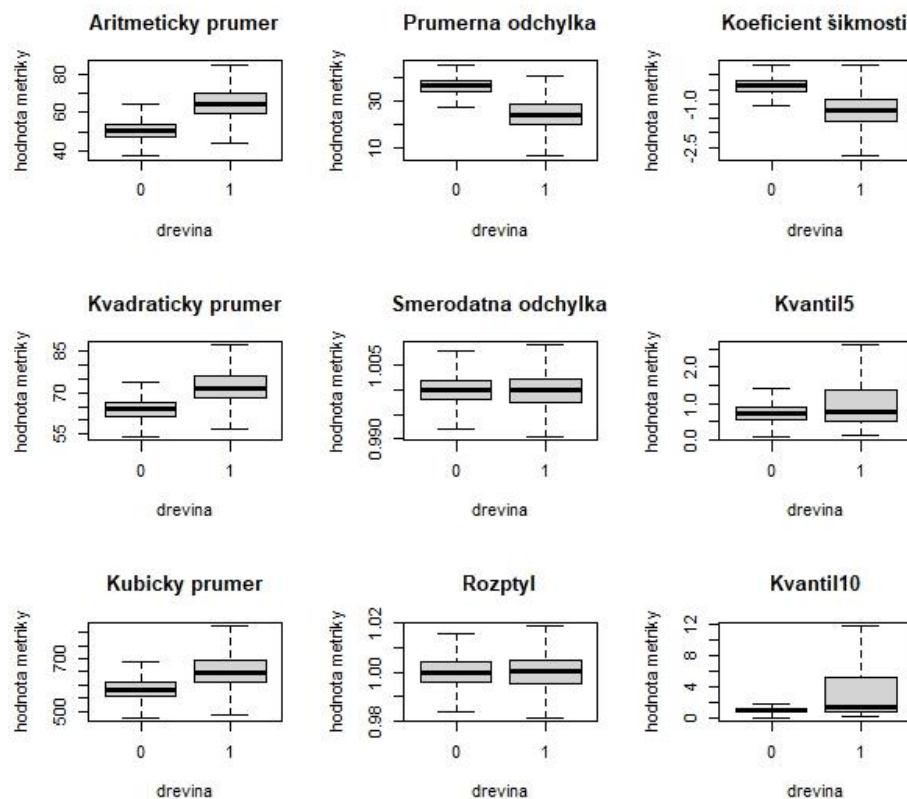 Aritmeticky prumer
hodnota metriky
80
60
40
0
1
drevina
Prumerna odchylka
hodnota metriky
30
10
0
1
drevina
Koeficient šikmosti
hodnota metriky
-1.0
-2.5
0
1
drevina
Kvadraticky prumer
hodnota metriky
85
70
55
0
1
drevina
Smerodatna odchylka
hodnota metriky
1.005
0.990
0
1
drevina
Kvantil5
hodnota metriky
2.0
1.0
0.0
0
1
drevina
Kubicky prumer
hodnota metriky
700
500
0
1
drevina
Rozptyl
hodnota metriky
1.02
1.00
0.98
0
1
drevina
Kvantil10
hodnota metriky
12
8
4
0
0
1
drevina